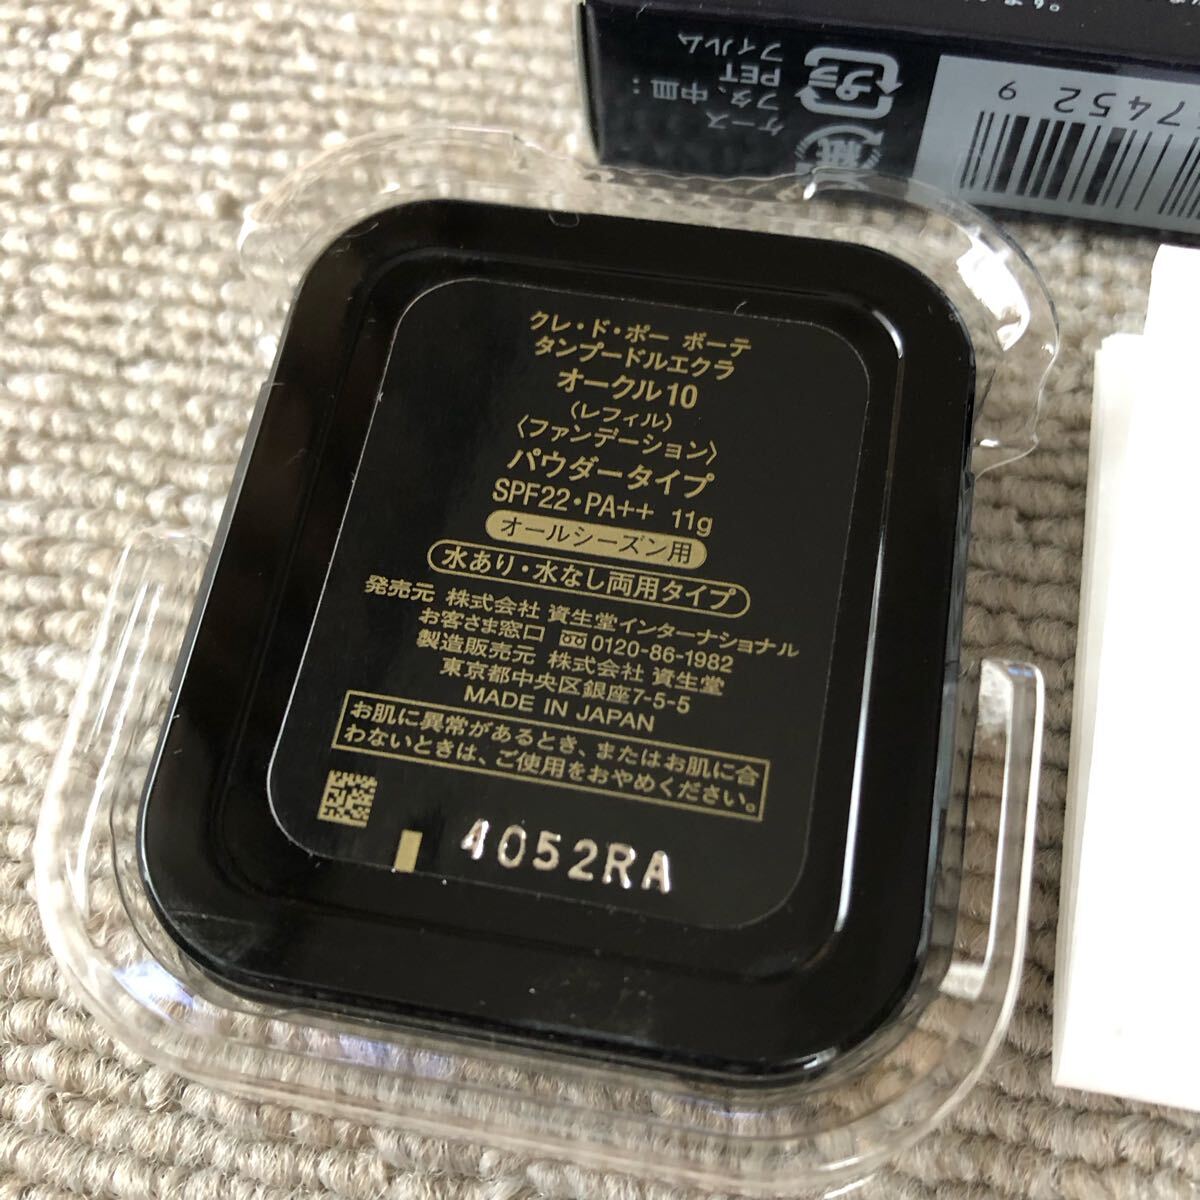 ケース
フタ、中皿：
PET
フィルム
プラ
紙
7452 9
クレ・ド・ポー ボーテ
タンプードルエクラ
オークル10
〈レフィル〉
〈ファンデーション〉
パウダータイプ
SPF22・PA++ 11g
オールシーズン用
水あり・水なし両用タイプ
発売元 株式会社 資生堂インターナショナル
お客さま窓口 0120-86-1982
製造販売元 株式会社 資生堂
東京都中央区銀座7-5-5
MADE IN JAPAN
お肌に異常があるとき、またはお肌に合
わないときは、ご使用をおやめください。
4052RA